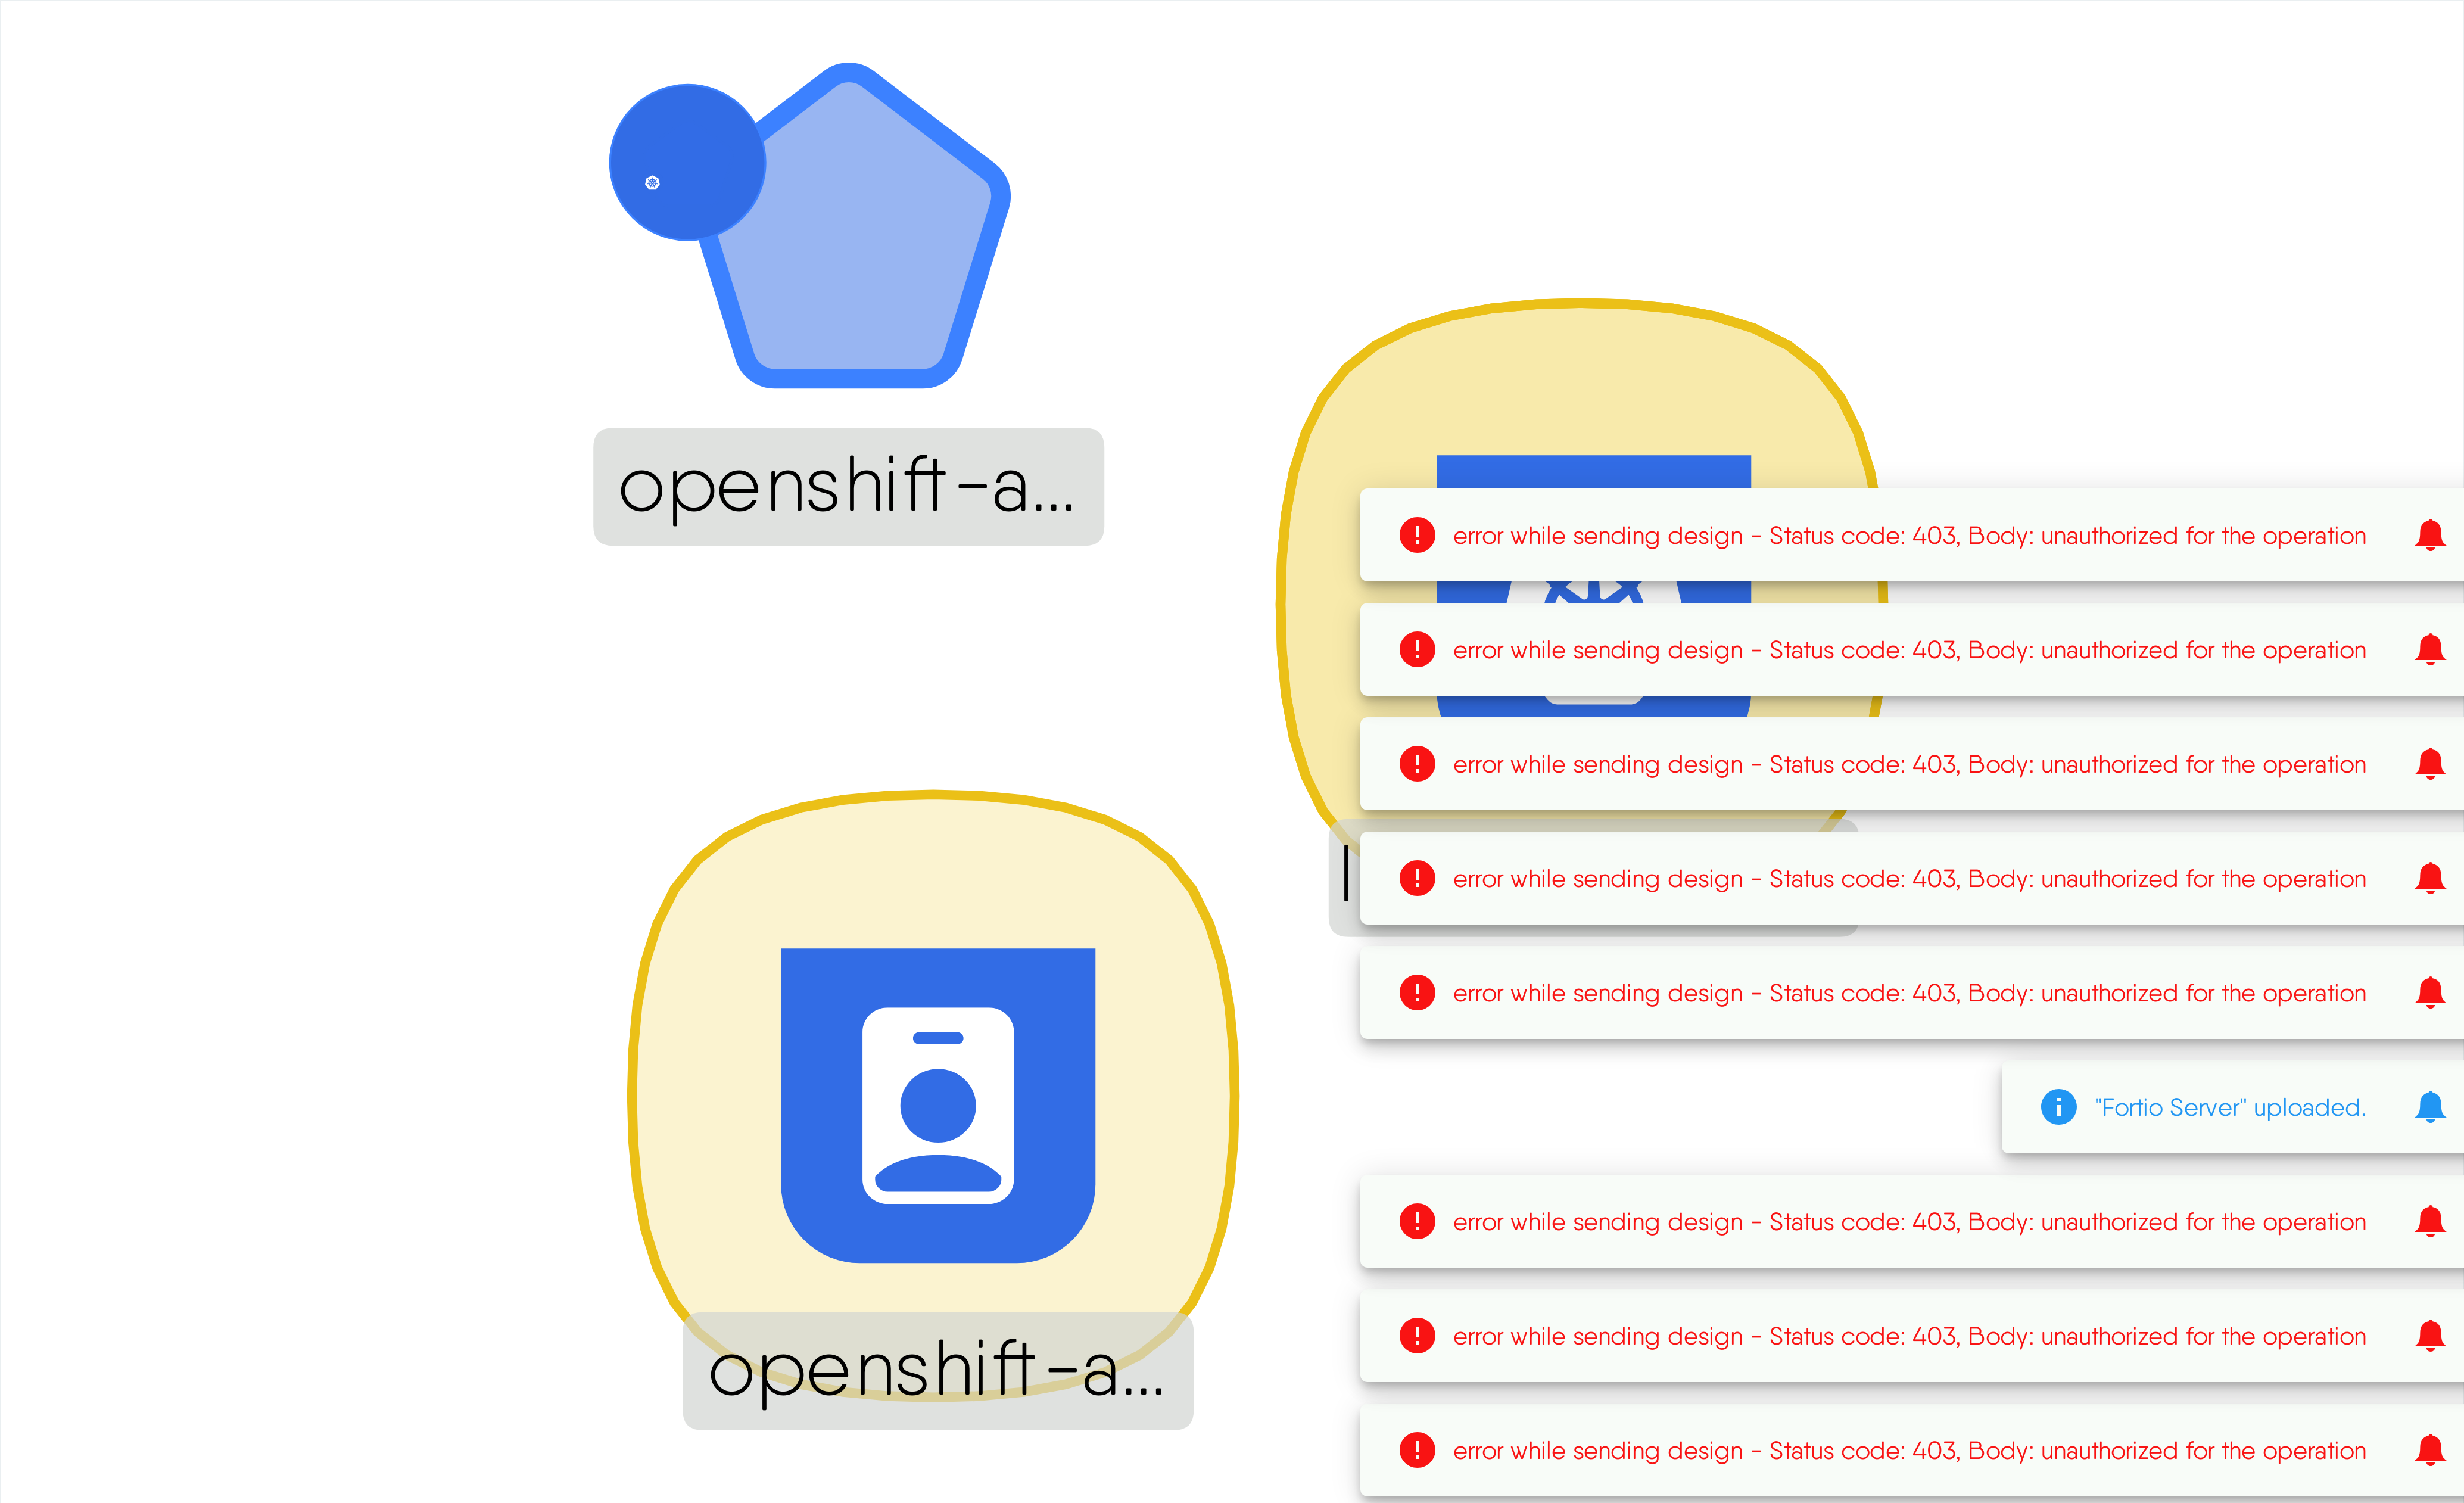 openshift-a...
error while sending design - Status code: 403, Body: unauthorized for the operation
error while sending design - Status code: 403, Body: unauthorized for the operation
error while sending design - Status code: 403, Body: unauthorized for the operation
error while sending design - Status code: 403, Body: unauthorized for the operation
error while sending design - Status code: 403, Body: unauthorized for the operation
"Fortio Server" uploaded.
error while sending design - Status code: 403, Body: unauthorized for the operation
error while sending design - Status code: 403, Body: unauthorized for the operation
openshift-a...
error while sending design - Status code: 403, Body: unauthorized for the operation